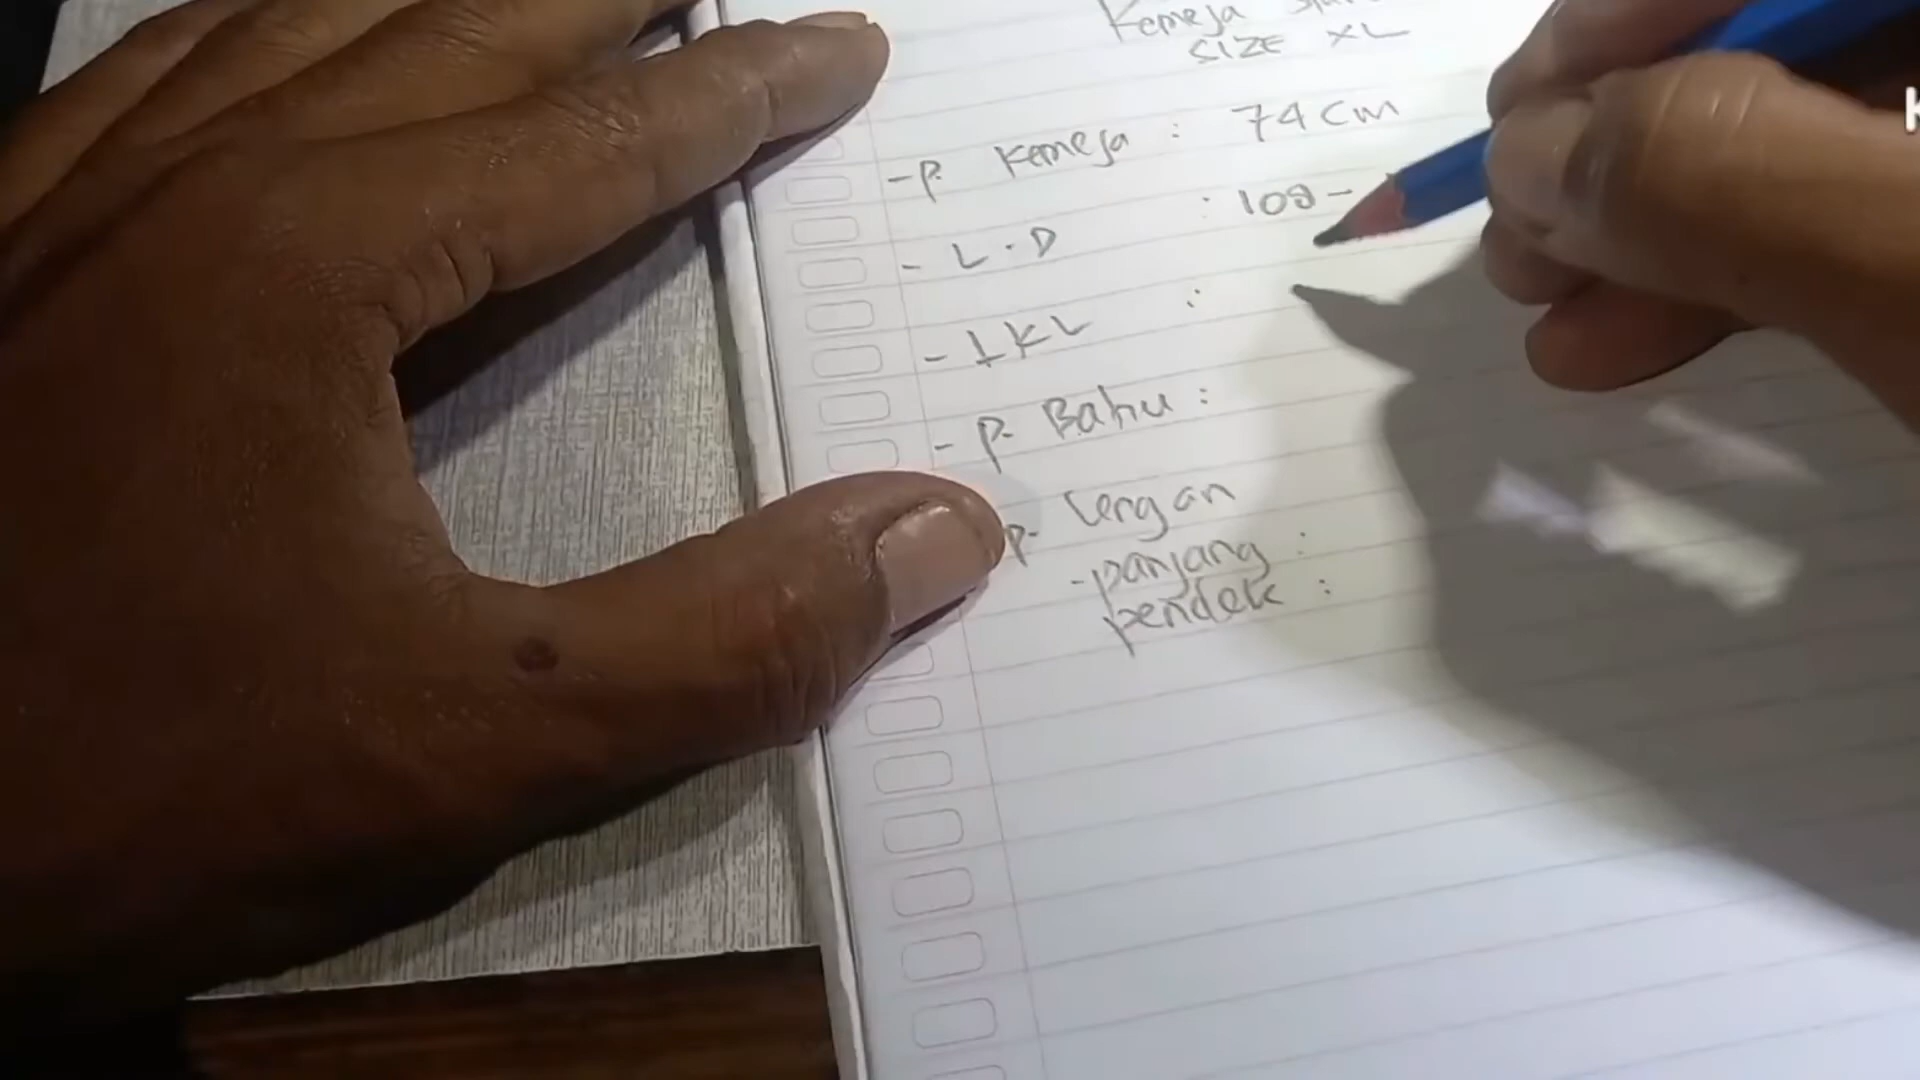 Kemeja
SIZE XL
- P. Kemeja : 74 cm
- L . D : 108 -
- LKL :
- P. Bahu :
P. lengan
- panjang :
pendek :